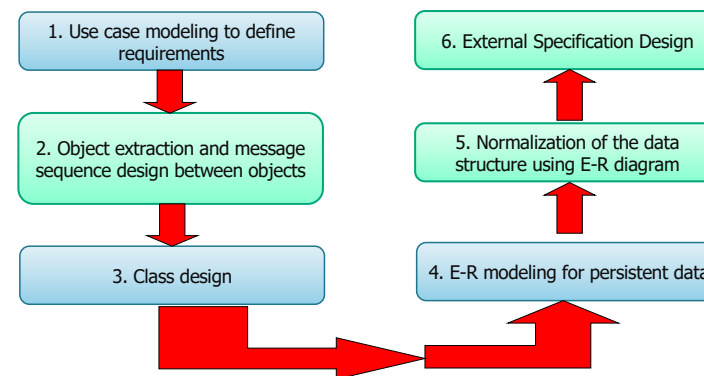 1. Use case modeling to define
requirements
2. Object extraction and message
sequence design between objects
3. Class design
4. E-R modeling for persistent data
5. Normalization of the data
structure using E-R diagram
6. External Specification Design